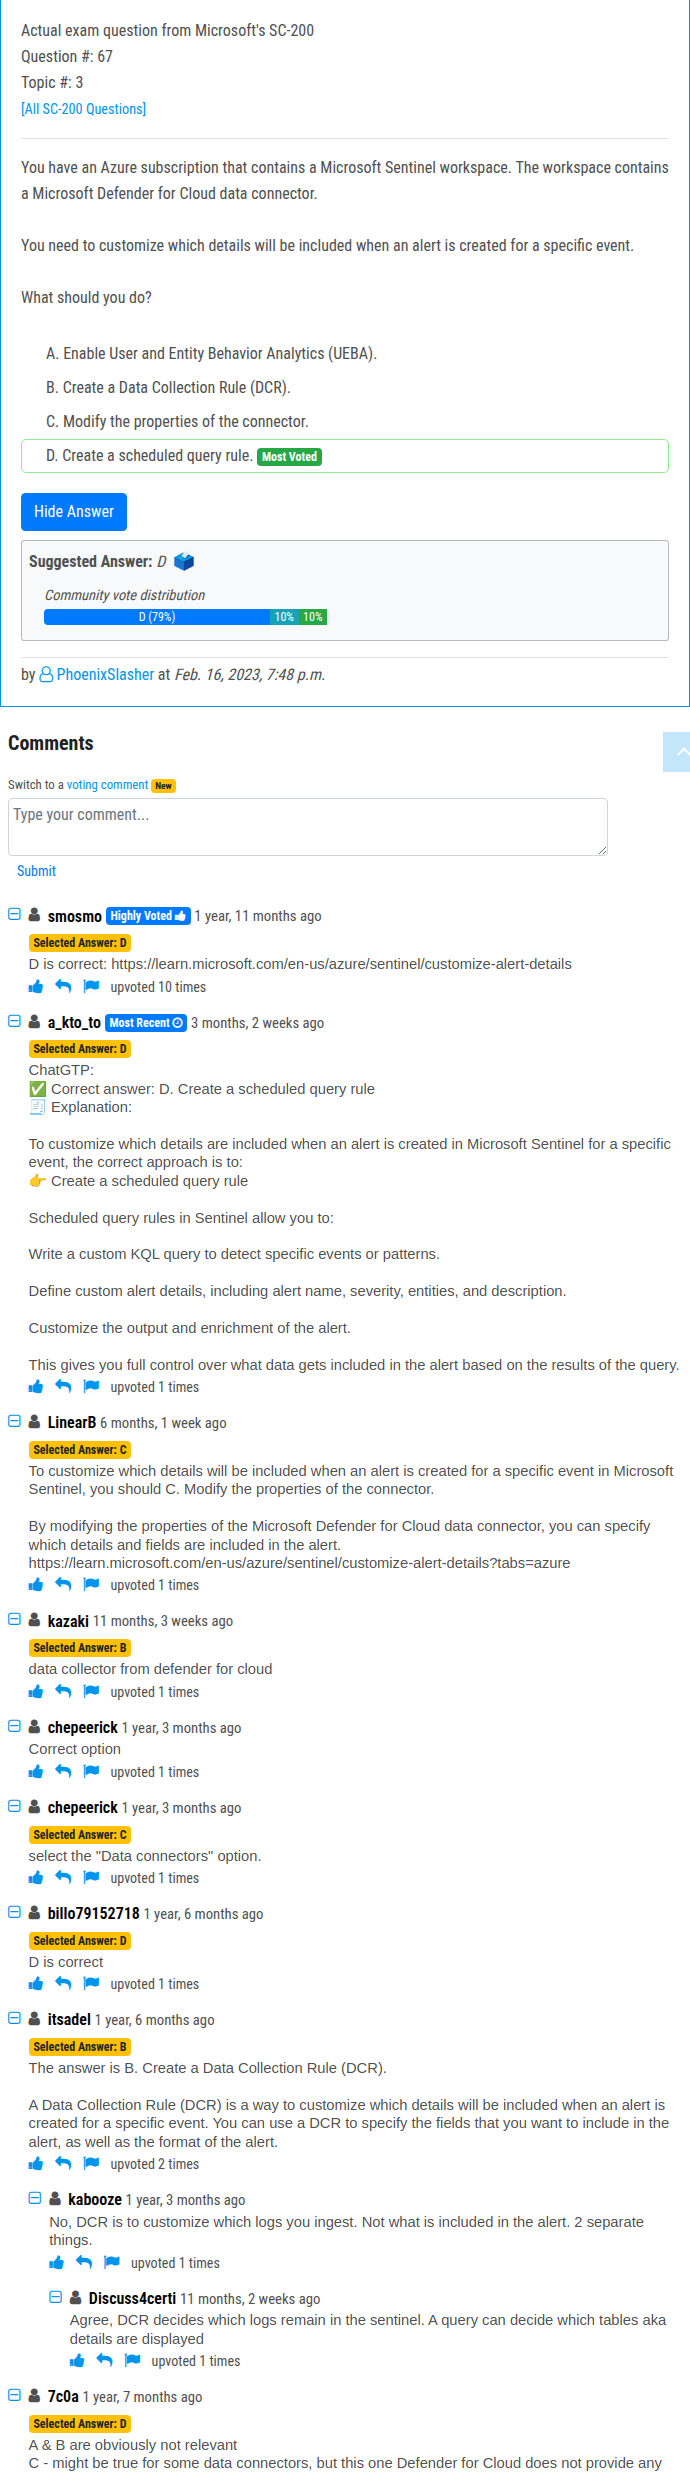 Actual exam question from Microsoft's SC-200
Question #: 67
Topic #: 3
[All SC-200 Questions]
You have an Azure subscription that contains a Microsoft Sentinel workspace. The workspace contains
a Microsoft Defender for Cloud data connector.
You need to customize which details will be included when an alert is created for a specific event.
What should you do?
A. Enable User and Entity Behavior Analytics (UEBA).
B. Create a Data Collection Rule (DCR).
C. Modify the properties of the connector.
D. Create a scheduled query rule. Most Voted
Hide Answer
Suggested Answer: D
Community vote distribution
D (79%) 10% 10%
by PhoenixSlasher at Feb. 16, 2023, 7:48 p.m.
Comments
Switch to a voting comment New
Type your comment...
Submit
smosmo Highly Voted 1 year, 11 months ago
Selected Answer: D
D is correct: https://learn.microsoft.com/en-us/azure/sentinel/customize-alert-details
upvoted 10 times
a_kto_to Most Recent 3 months, 2 weeks ago
Selected Answer: D
ChatGTP:
✅ Correct answer: D. Create a scheduled query rule
🧾 Explanation:
To customize which details are included when an alert is created in Microsoft Sentinel for a specific
event, the correct approach is to:
👉 Create a scheduled query rule
Scheduled query rules in Sentinel allow you to:
Write a custom KQL query to detect specific events or patterns.
Define custom alert details, including alert name, severity, entities, and description.
Customize the output and enrichment of the alert.
This gives you full control over what data gets included in the alert based on the results of the query.
upvoted 1 times
LinearB 6 months, 1 week ago
Selected Answer: C
To customize which details will be included when an alert is created for a specific event in Microsoft
Sentinel, you should C. Modify the properties of the connector.
By modifying the properties of the Microsoft Defender for Cloud data connector, you can specify
which details and fields are included in the alert.
https://learn.microsoft.com/en-us/azure/sentinel/customize-alert-details?tabs=azure
upvoted 1 times
kazaki 11 months, 3 weeks ago
Selected Answer: B
data collector from defender for cloud
upvoted 1 times
chepeerick 1 year, 3 months ago
Correct option
upvoted 1 times
chepeerick 1 year, 3 months ago
Selected Answer: C
select the "Data connectors" option.
upvoted 1 times
billo79152718 1 year, 6 months ago
Selected Answer: D
D is correct
upvoted 1 times
itsadel 1 year, 6 months ago
Selected Answer: B
The answer is B. Create a Data Collection Rule (DCR).
A Data Collection Rule (DCR) is a way to customize which details will be included when an alert is
created for a specific event. You can use a DCR to specify the fields that you want to include in the
alert, as well as the format of the alert.
upvoted 2 times
kabooze 1 year, 3 months ago
No, DCR is to customize which logs you ingest. Not what is included in the alert. 2 separate
things.
upvoted 1 times
Discuss4certi 11 months, 2 weeks ago
Agree, DCR decides which logs remain in the sentinel. A query can decide which tables aka
details are displayed
upvoted 1 times
7c0a 1 year, 7 months ago
Selected Answer: D
A & B are obviously not relevant
C - might be true for some data connectors, but this one Defender for Cloud does not provide any